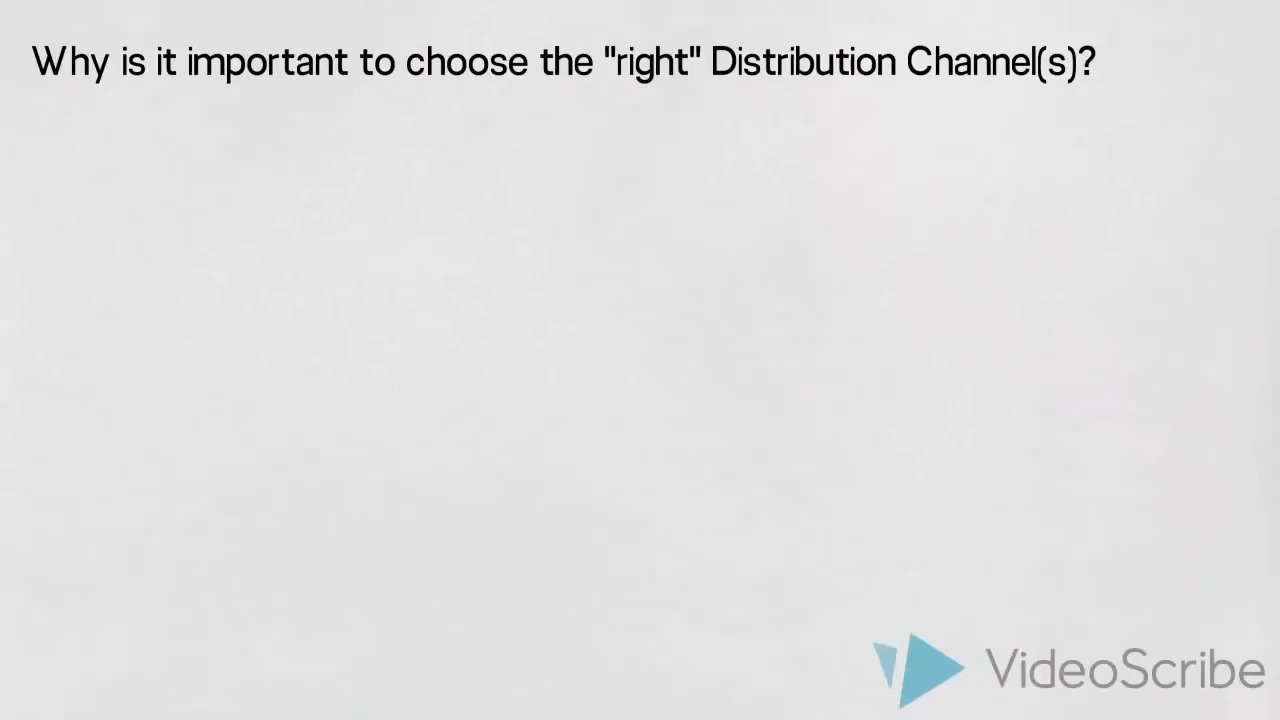 Why is it important to choose the "right" Distribution Channel(s)?
VideoScribe